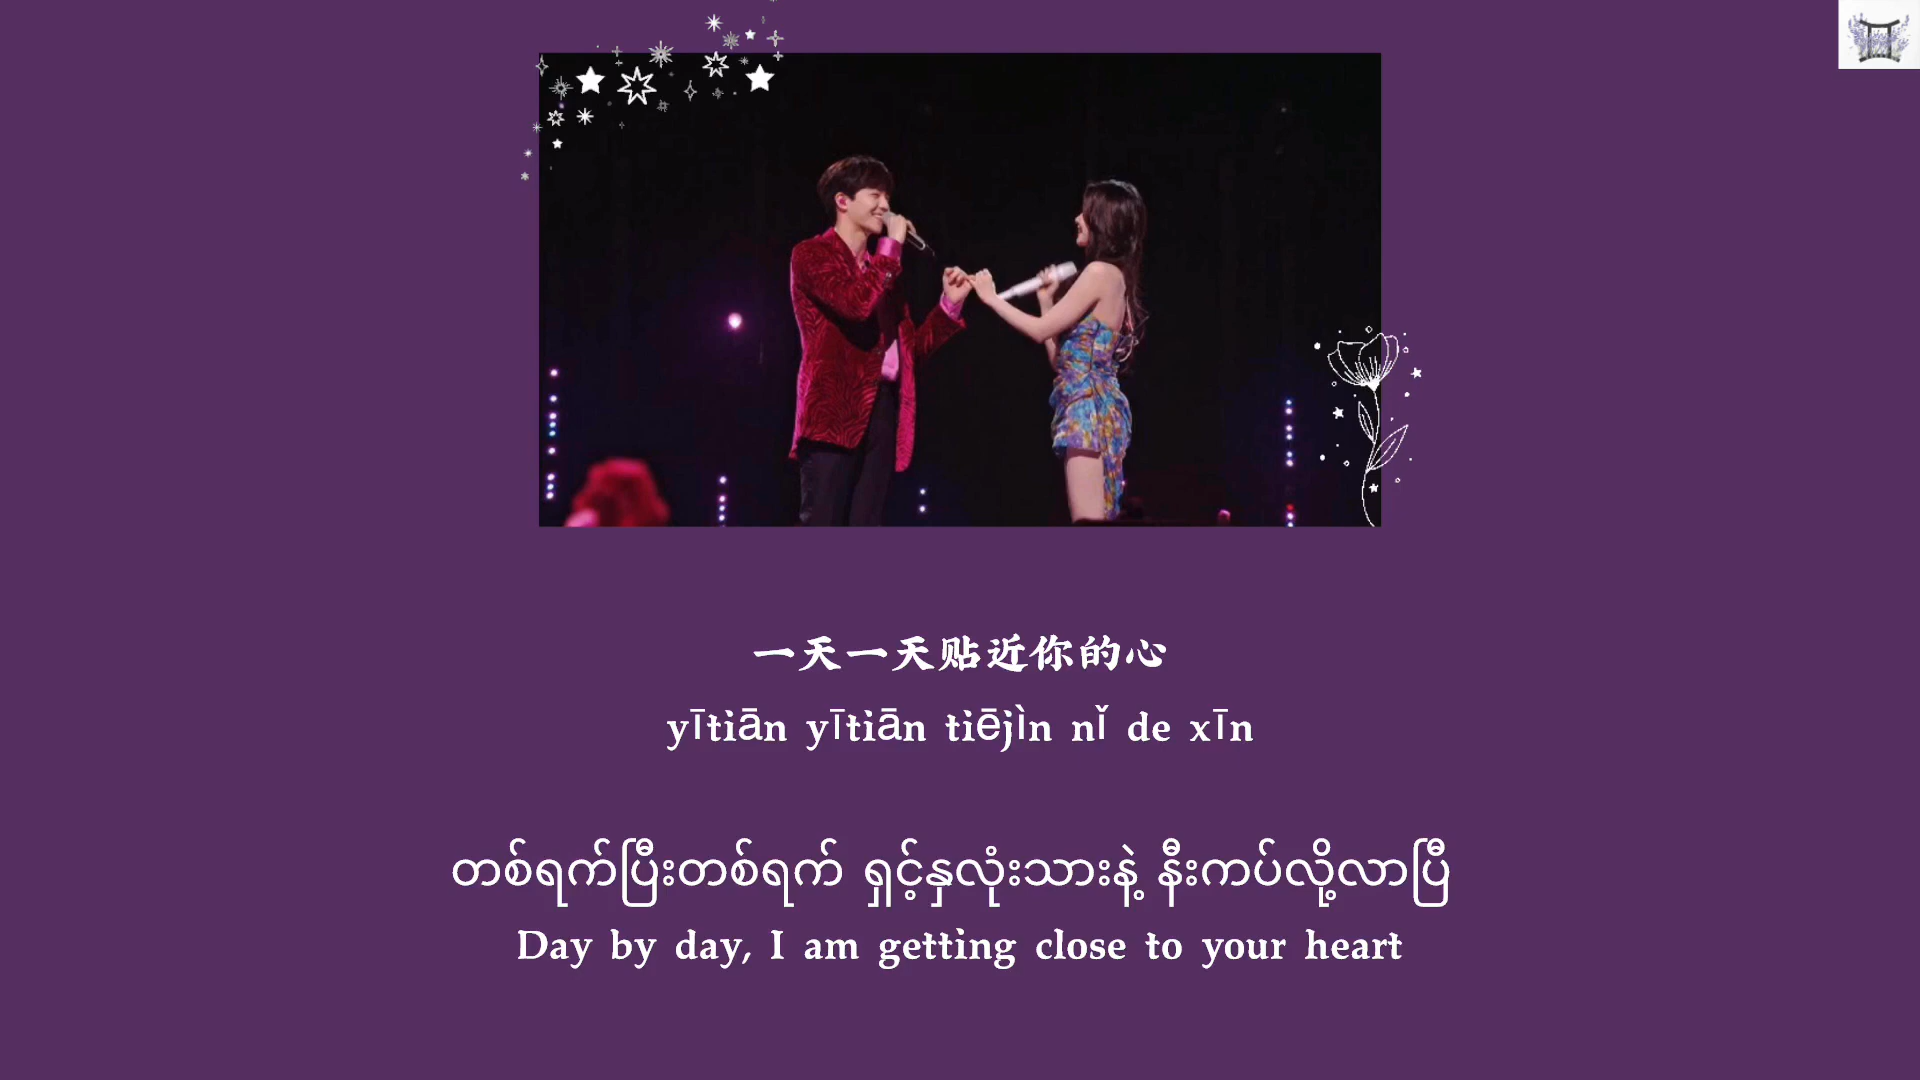 一天一天贴近你的心
yītiān yītiān tiējìn nǐ de xīn
တစ်ရက်ပြီးတစ်ရက် ရှင့်နှလုံးသားနဲ့ နီးကပ်လို့လာပြီ
Day by day, I am getting close to your heart